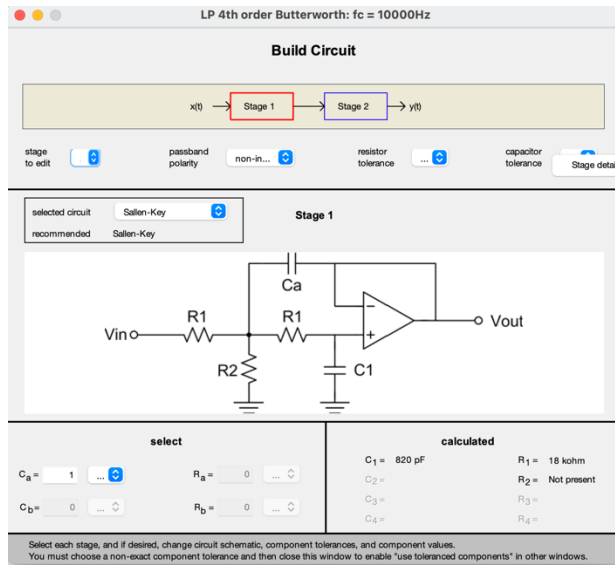 LP 4th order Butterworth: fc = 10000Hz
Build Circuit
x(t) Stage 1 Stage 2 y(t)
stage to edit
passband polarity non-in...
resistor tolerance ...
capacitor tolerance
Stage detai
selected circuit Sallen-Key
recommended Sallen-Key
Stage 1
Ca
R1 R1
Vin Vout
− +
R2 C1
select
Ca = 1 ... Ra = 0 ...
Cb = 0 ... Rb = 0 ...
calculated
C1 = 820 pF R1 = 18 kohm
C2 = R2 = Not present
C3 = R3 =
C4 = R4 =
Select each stage, and if desired, change circuit schematic, component tolerances, and component values.
You must choose a non-exact component tolerance and then close this window to enable "use toleranced components" in other windows.